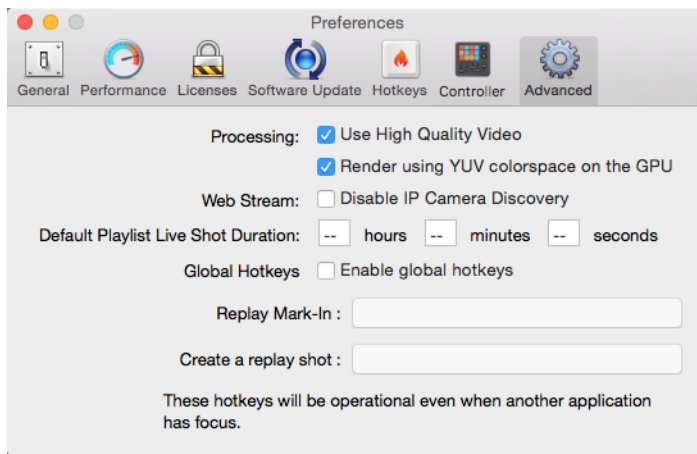 Preferences
General Performance Licenses Software Update Hotkeys Controller Advanced
Processing: Use High Quality Video
Render using YUV colorspace on the GPU
Web Stream: Disable IP Camera Discovery
Default Playlist Live Shot Duration: -- hours -- minutes -- seconds
Global Hotkeys Enable global hotkeys
Replay Mark-In :
Create a replay shot :
These hotkeys will be operational even when another application
has focus.